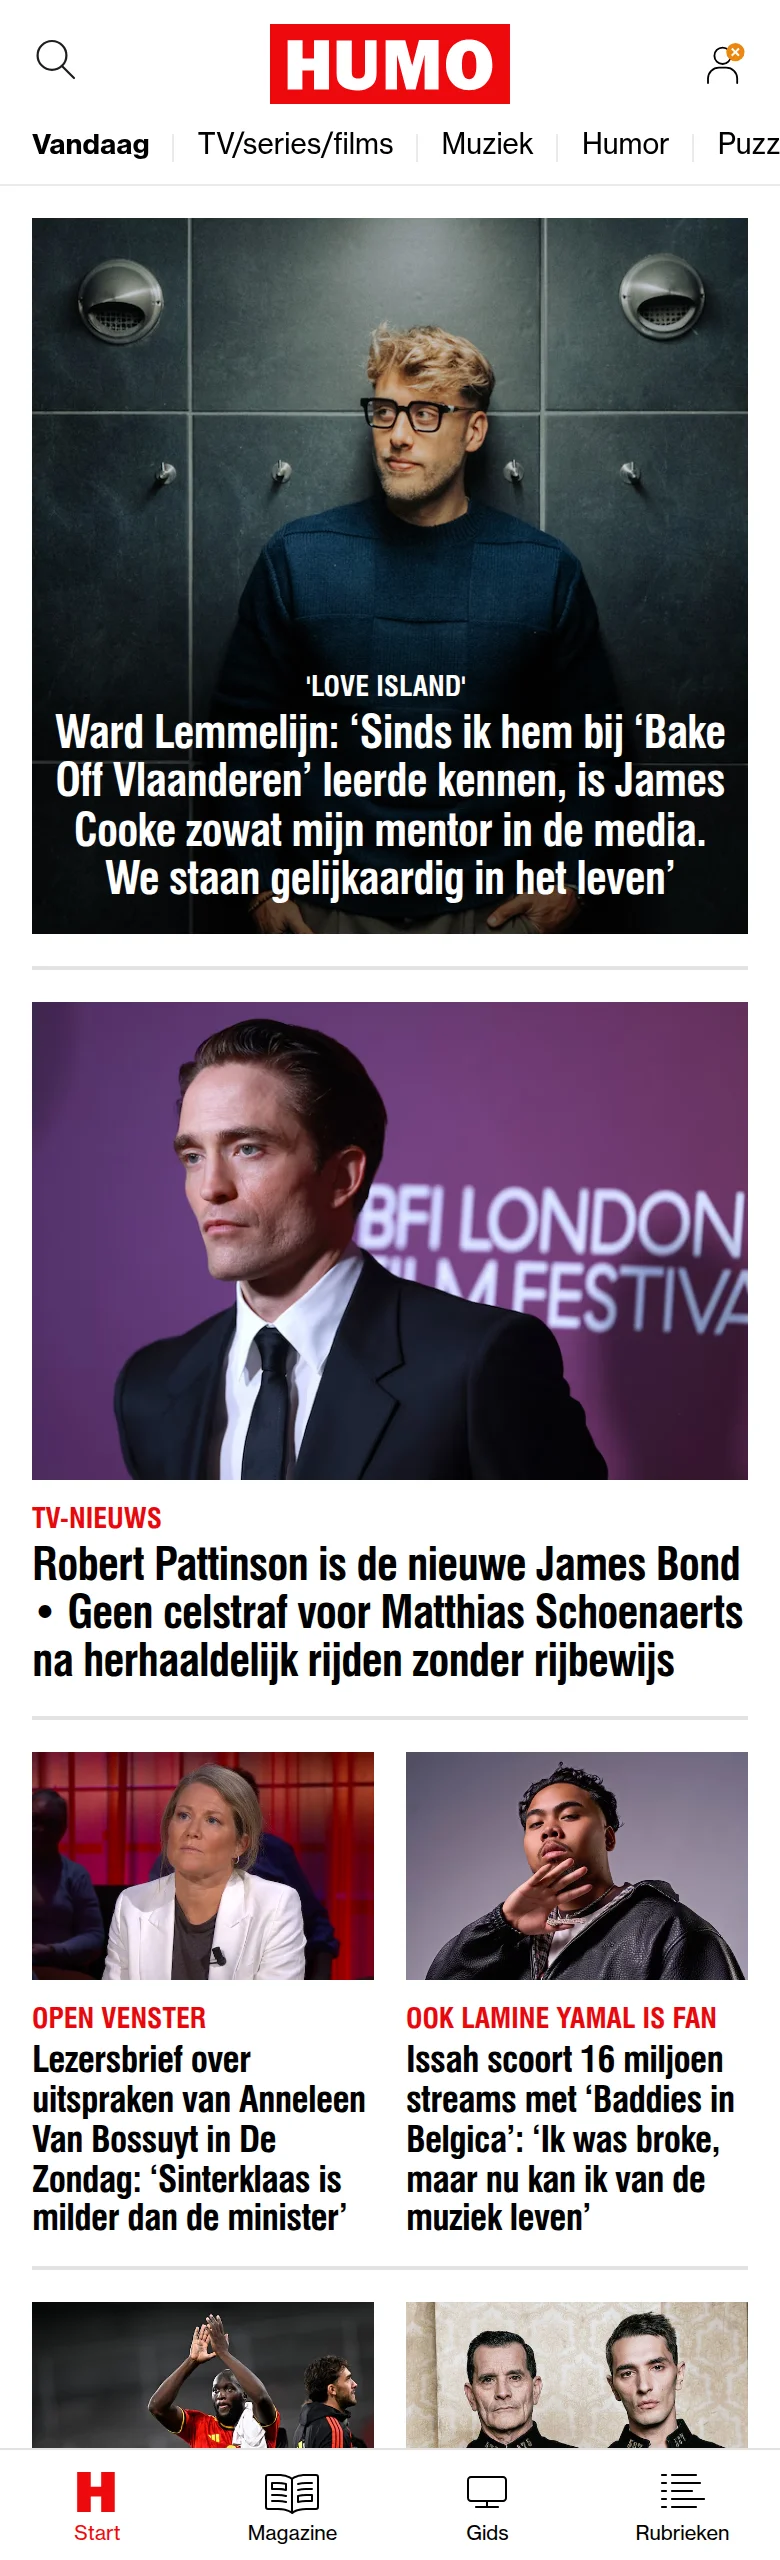 HUMO
Vandaag
TV/series/films
Muziek
Humor
Puzz
'LOVE ISLAND'
Ward Lemmelijn: ‘Sinds ik hem bij ‘Bake
Off Vlaanderen’ leerde kennen, is James
Cooke zowat mijn mentor in de media.
We staan gelijkaardig in het leven’
BFI LONDON
FILM FESTIVA
TV-NIEUWS
Robert Pattinson is de nieuwe James Bond
• Geen celstraf voor Matthias Schoenaerts
na herhaaldelijk rijden zonder rijbewijs
OPEN VENSTER
Lezersbrief over
uitspraken van Anneleen
Van Bossuyt in De
Zondag: ‘Sinterklaas is
milder dan de minister’
OOK LAMINE YAMAL IS FAN
Issah scoort 16 miljoen
streams met ‘Baddies in
Belgica’: ‘Ik was broke,
maar nu kan ik van de
muziek leven’
H
Start
Magazine
Gids
Rubrieken